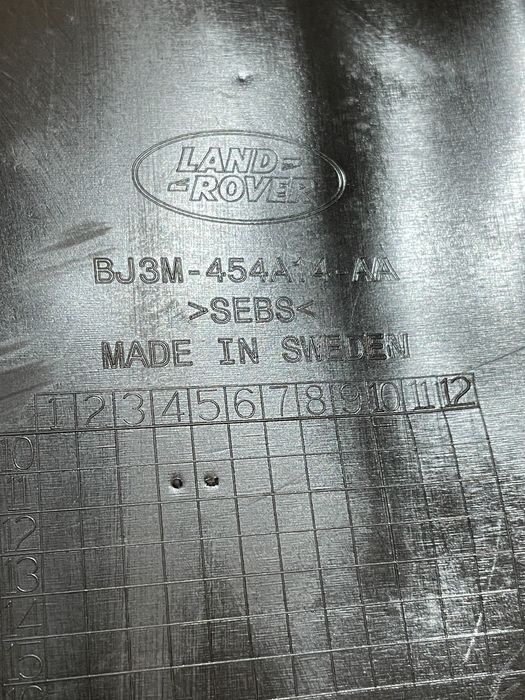 LAND
ROVER
BJ3M-454A14-AA
>SEBS<
MADE IN SWEDEN
1 2 3 4 5 6 7 8 9 10 11 12
10
11
12
13
14
15